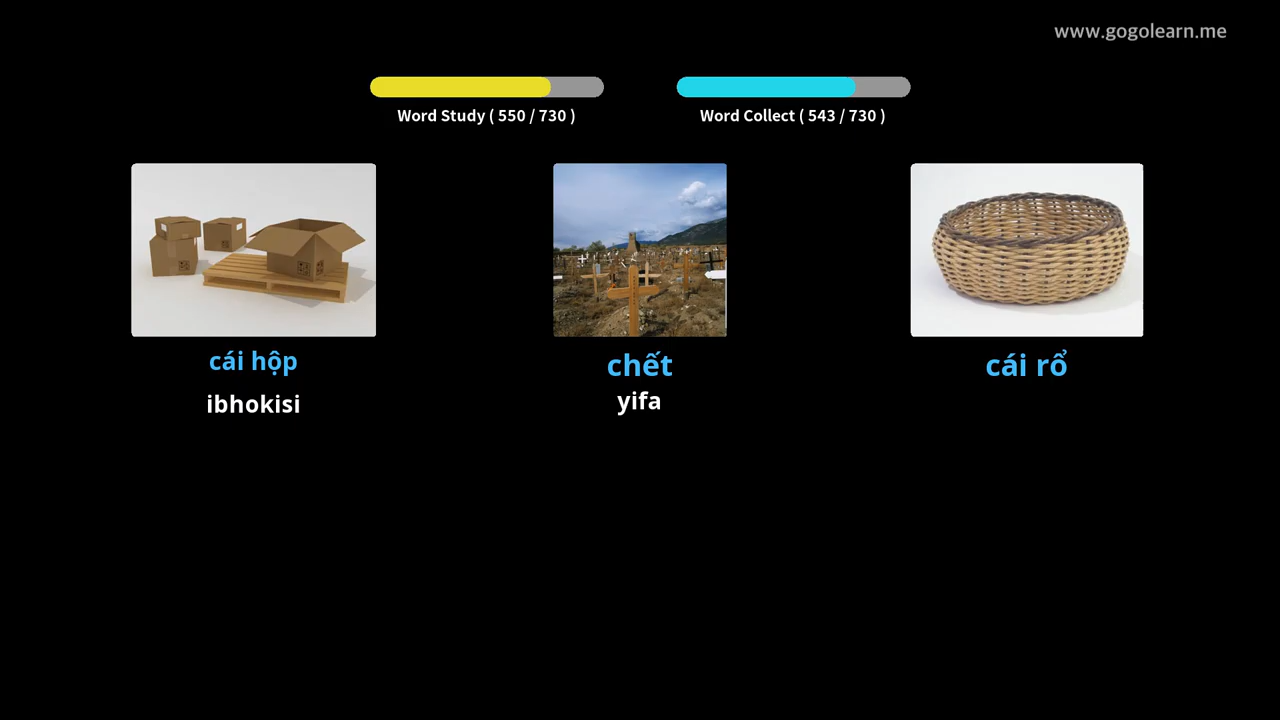 www.gogolearn.me
Word Study ( 550 / 730 )
Word Collect ( 543 / 730 )
cái hộp
ibhokisi
chết
yifa
cái rổ